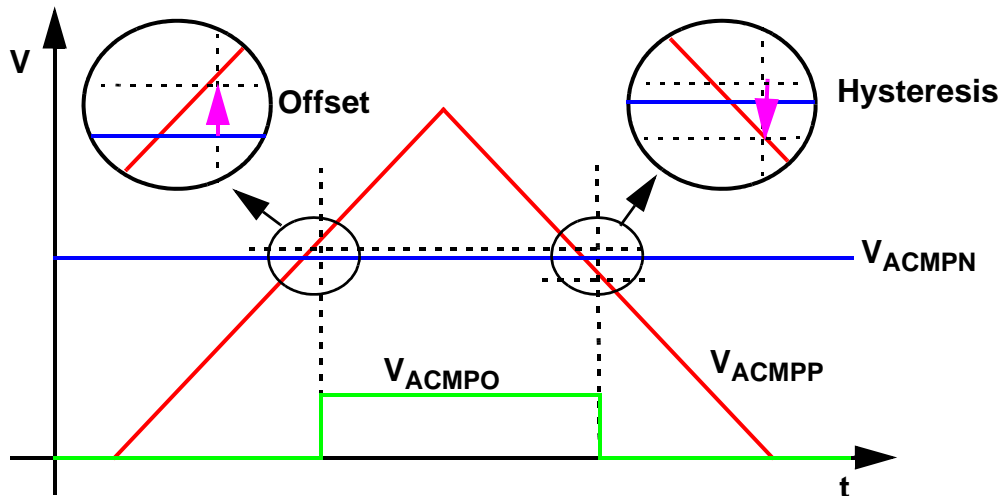 V
Offset
Hysteresis
VACMPN
VACMPO
VACMPP
t